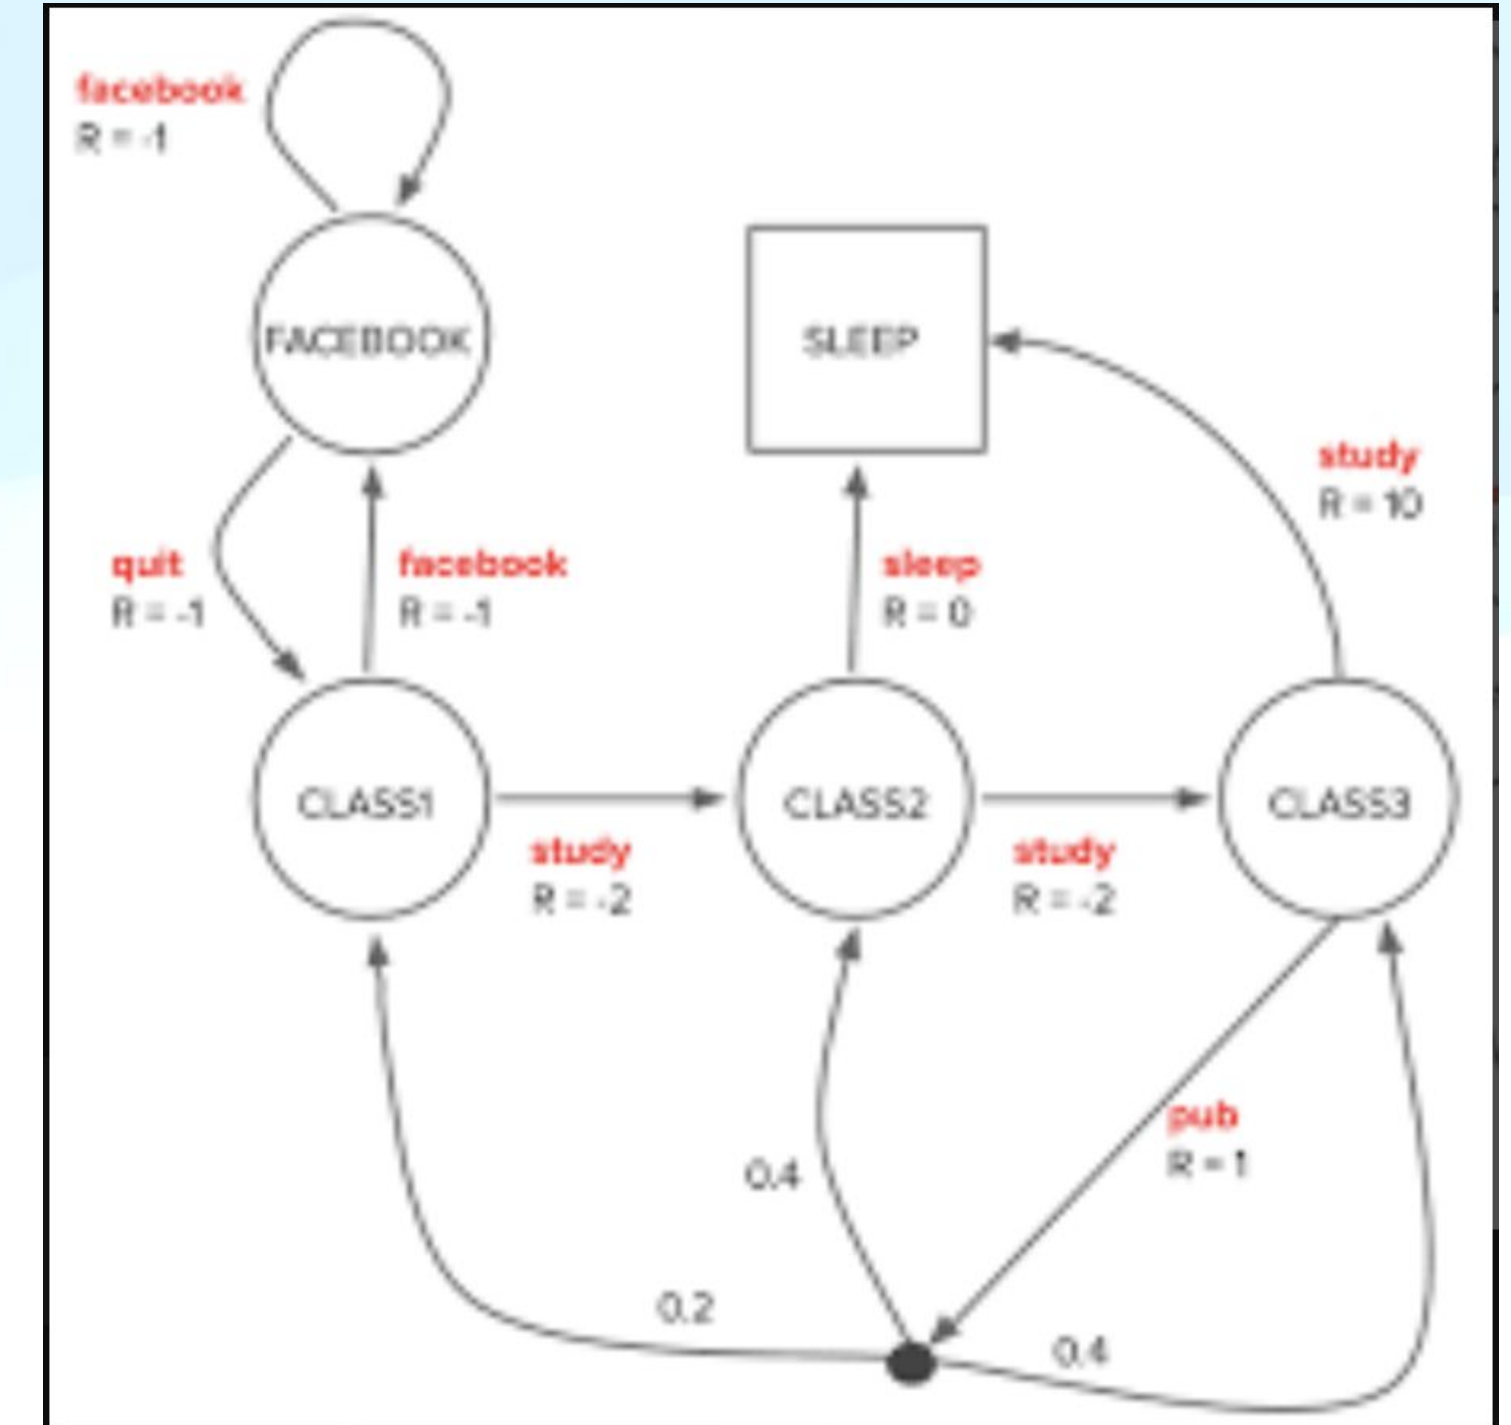 facebook
R = -1
FACEBOOK
SLEEP
study
R = 10
quit
R = -1
facebook
R = -1
sleep
R = 0
CLASS1
CLASS2
CLASS3
study
R = -2
study
R = -2
pub
R = 1
0.4
0.2
0.4